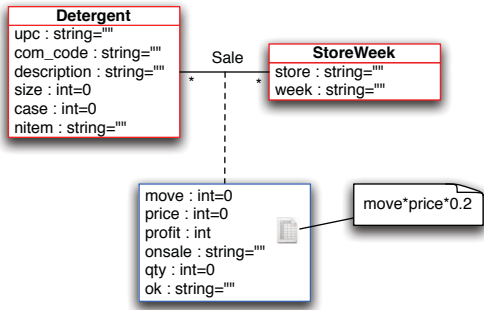 Detergent
upc : string=""
com_code : string=""
description : string=""
size : int=0
case : int=0
nitem : string=""
Sale
*
*
StoreWeek
store : string=""
week : string=""
move : int=0
price : int=0
profit : int
onsale : string=""
qty : int=0
ok : string=""
move*price*0.2